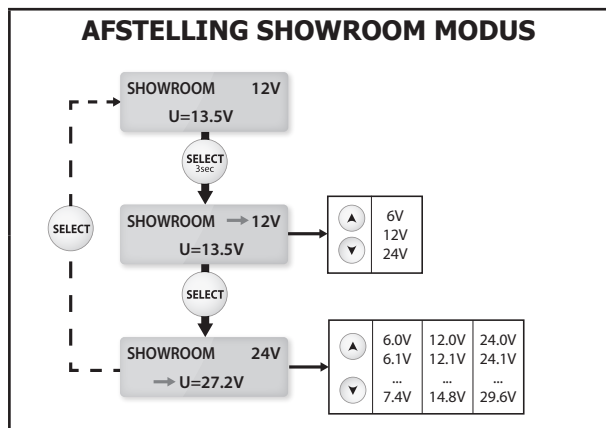 AFSTELLING SHOWROOM MODUS
SHOWROOM 12V
U=13.5V
SELECT
3sec
SHOWROOM 12V
U=13.5V
6V
12V
24V
SELECT
SELECT
SHOWROOM 24V
U=27.2V
6.0V 12.0V 24.0V
6.1V 12.1V 24.1V
... ... ...
7.4V 14.8V 29.6V